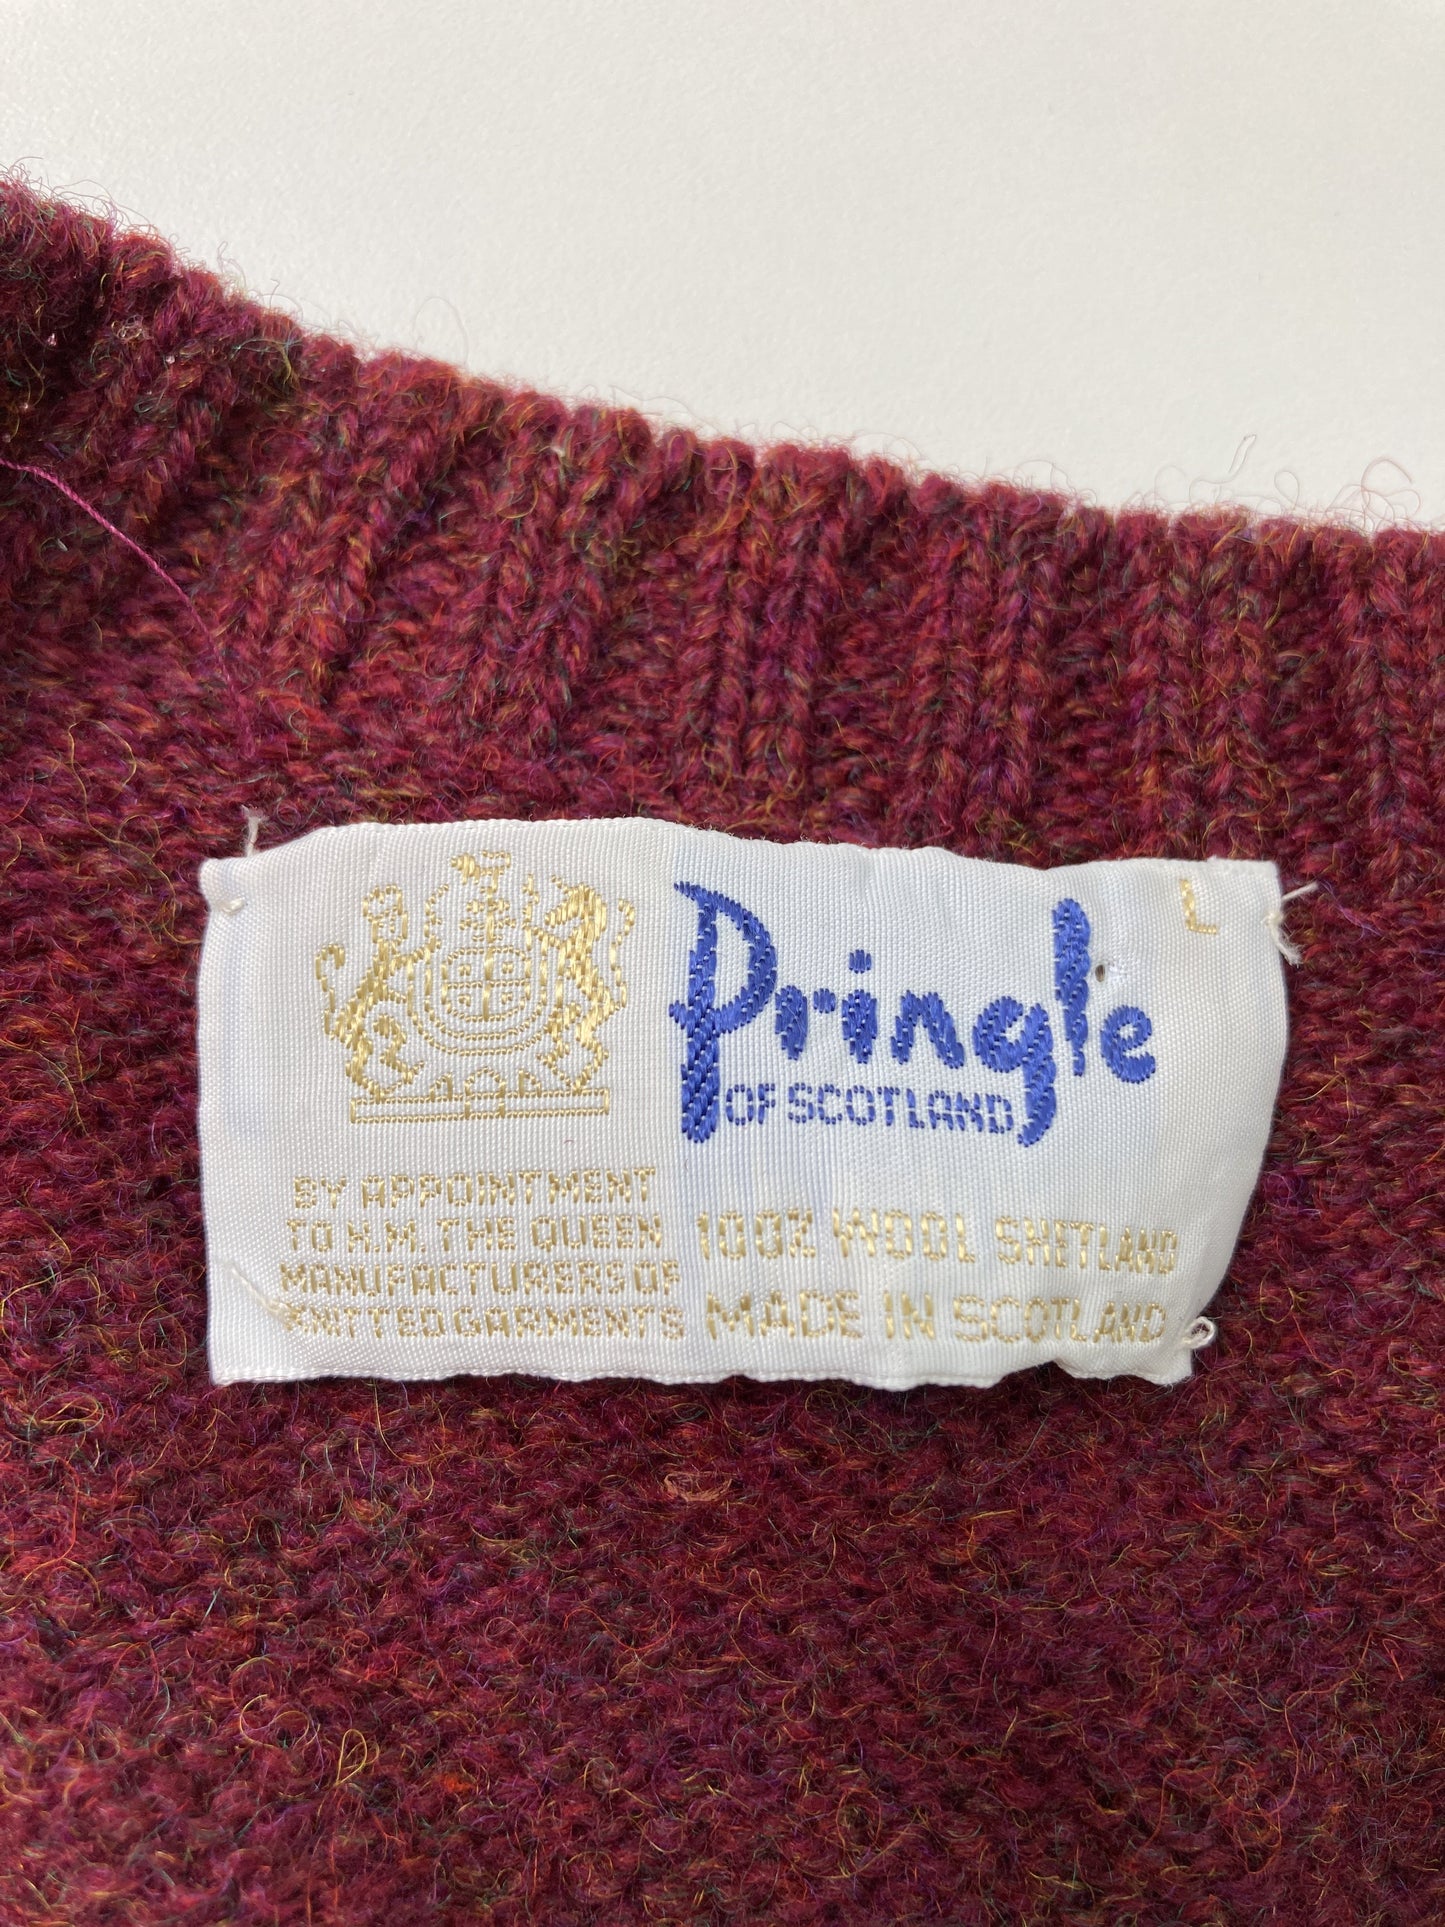 L
Pringle
OF SCOTLAND
BY APPOINTMENT
TO H.M. THE QUEEN
MANUFACTURERS OF
KNITTED GARMENTS
100% WOOL SHETLAND
MADE IN SCOTLAND